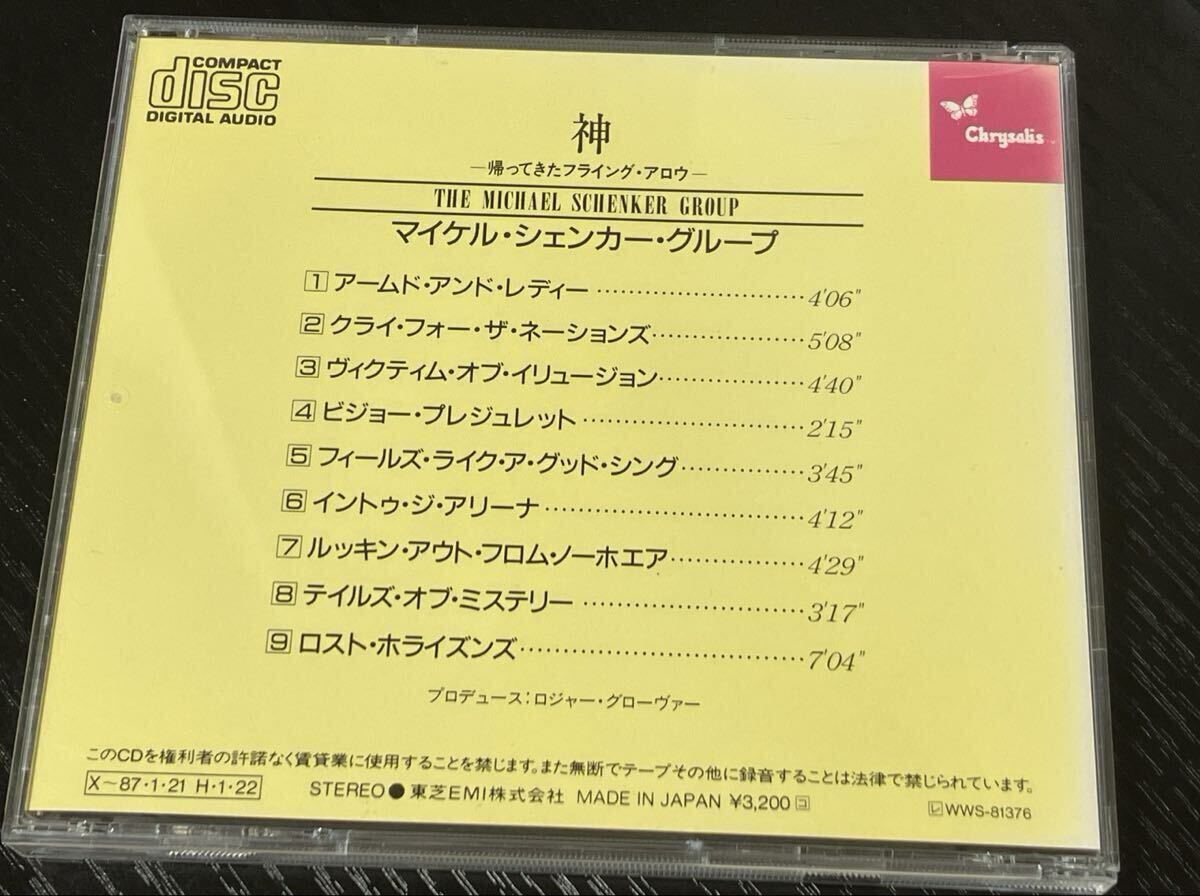 COMPACT
disc
DIGITAL AUDIO
Chrysalis
神
―帰ってきたフライング・アロウ―
THE MICHAEL SCHENKER GROUP
マイケル・シェンカー・グループ
1 アームド・アンド・レディー ……………………… 4'06"
2 クライ・フォー・ザ・ネーションズ ……………… 5'08"
3 ヴィクティム・オブ・イリュージョン ……………… 4'40"
4 ビジョー・プレジュレット ……………………… 2'15"
5 フィールズ・ライク・ア・グッド・シング …………… 3'45"
6 イントゥ・ジ・アリーナ ………………………… 4'12"
7 ルッキン・アウト・フロム・ノーホエア …………… 4'29"
8 テイルズ・オブ・ミステリー ……………………… 3'17"
9 ロスト・ホライズンズ …………………………… 7'04"
プロデュース：ロジャー・グローヴァー
このCDを権利者の許諾なく賃貸業に使用することを禁じます。また無断でテープその他に録音することは法律で禁じられています。
X〜87・1・21 H・1・22 STEREO● 東芝EMI株式会社 MADE IN JAPAN ¥3,200 コ レ WWS-81376